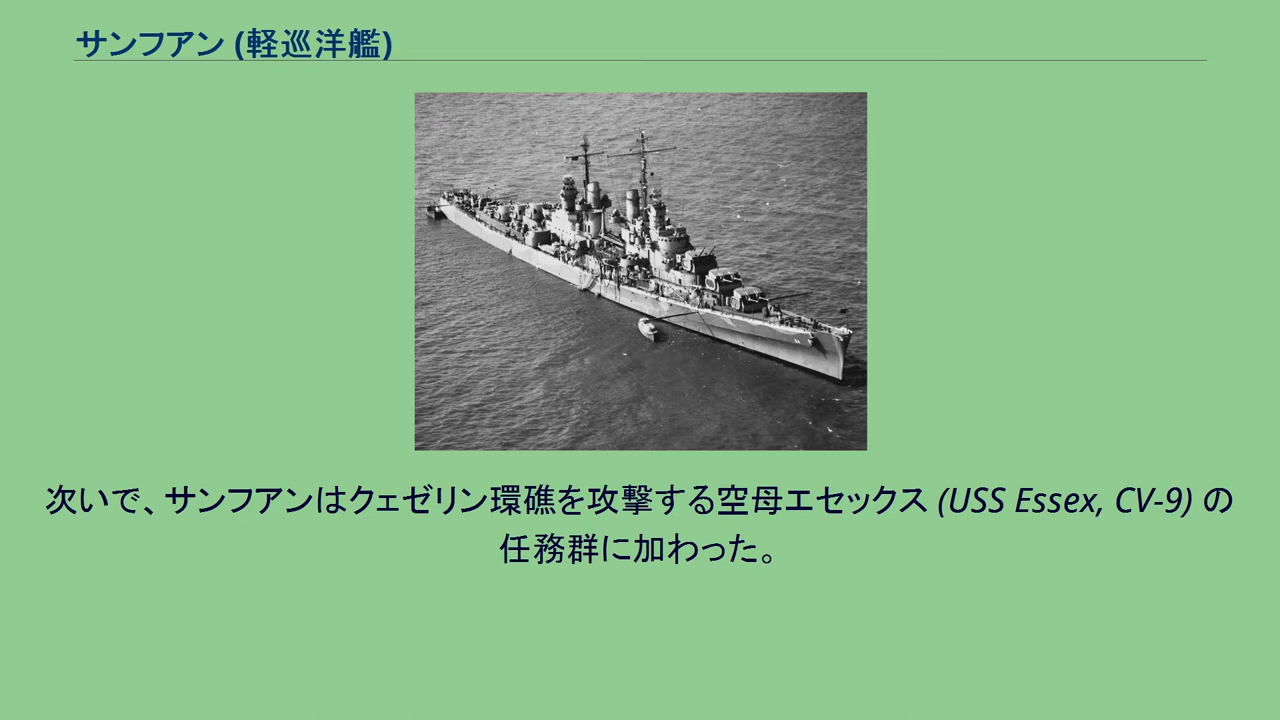 サンフアン (軽巡洋艦)
次いで、サンフアンはクェゼリン環礁を攻撃する空母エセックス (USS Essex, CV-9) の
任務群に加わった。